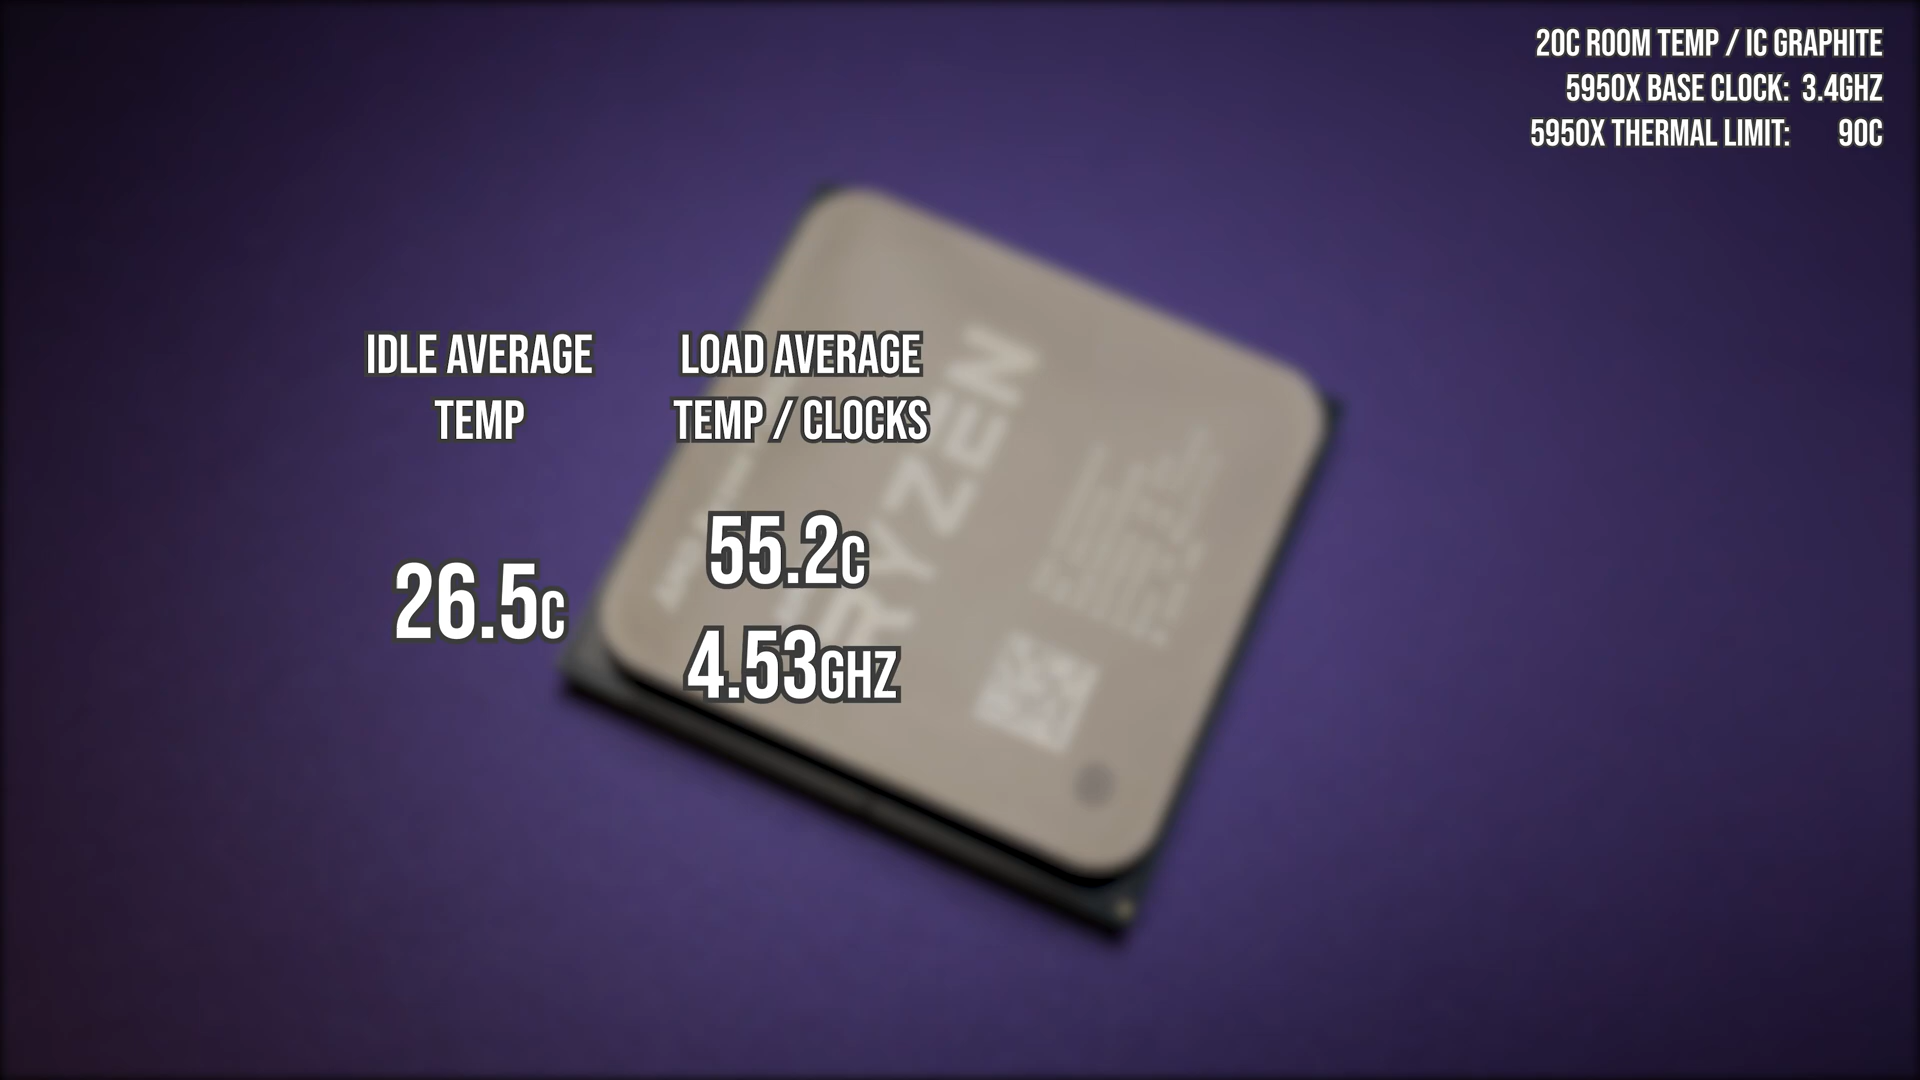 20C ROOM TEMP / IC GRAPHITE
5950X BASE CLOCK: 3.4GHZ
5950X THERMAL LIMIT: 90C
IDLE AVERAGE
TEMP
LOAD AVERAGE
TEMP / CLOCKS
26.5C
55.2C
4.53GHZ
RYZEN